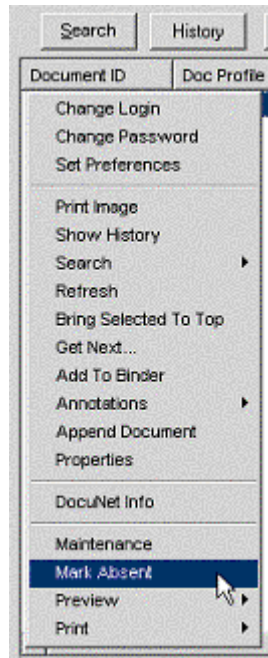 Search History
Document ID Doc Profile
Change Login
Change Password
Set Preferences
Print Image
Show History
Search
Refresh
Bring Selected To Top
Get Next...
Add To Binder
Annotations
Append Document
Properties
DocuNet Info
Maintenance
Mark Absent
Preview
Print